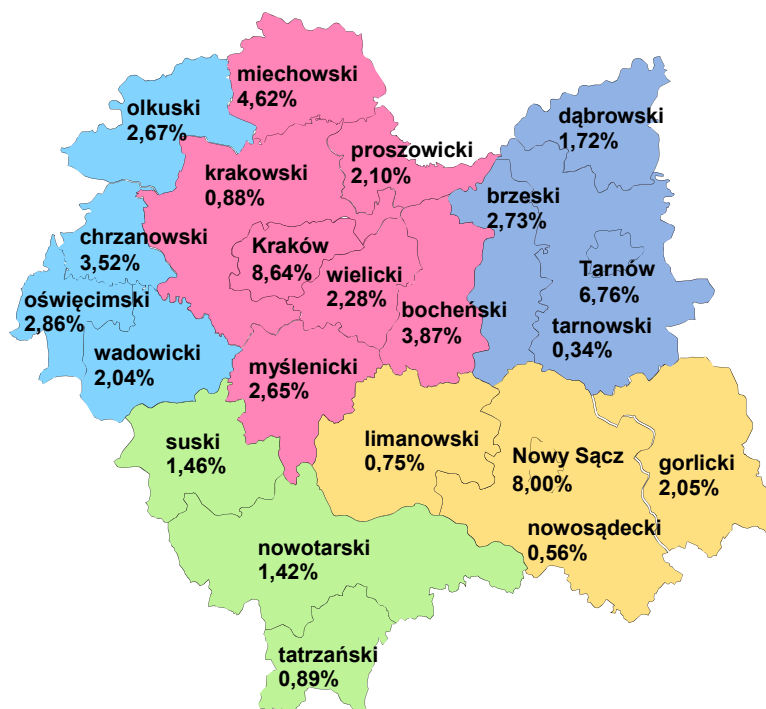 miechowski
4,62%
olkuski
2,67%
dąbrowski
1,72%
proszowicki
2,10%
krakowski
0,88%
brzeski
2,73%
chrzanowski
3,52%
Kraków
8,64%
wielicki
2,28%
Tarnów
6,76%
oświęcimski
2,86%
bocheński
3,87%
tarnowski
0,34%
wadowicki
2,04%
myślenicki
2,65%
suski
1,46%
limanowski
0,75%
Nowy Sącz
8,00%
gorlicki
2,05%
nowosądecki
0,56%
nowotarski
1,42%
tatrzański
0,89%